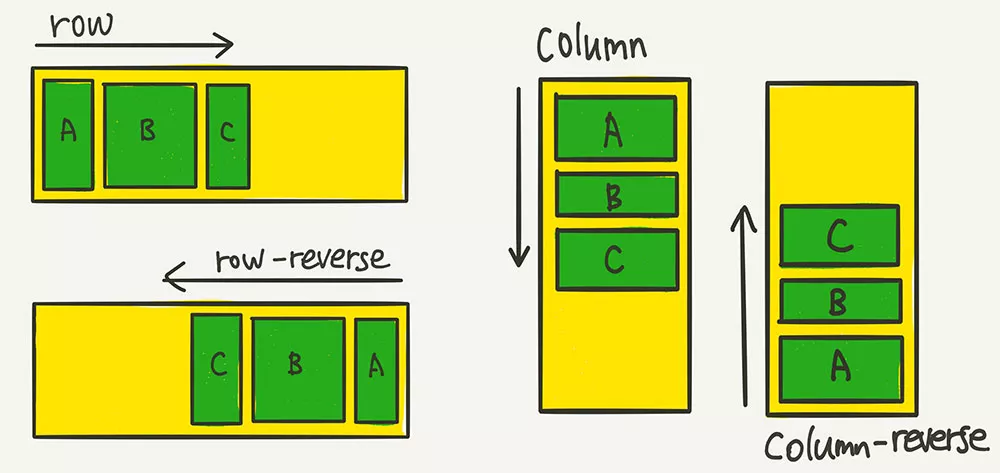 row
A B C
row-reverse
C B A
Column
A
B
C
C
B
A
Column-reverse